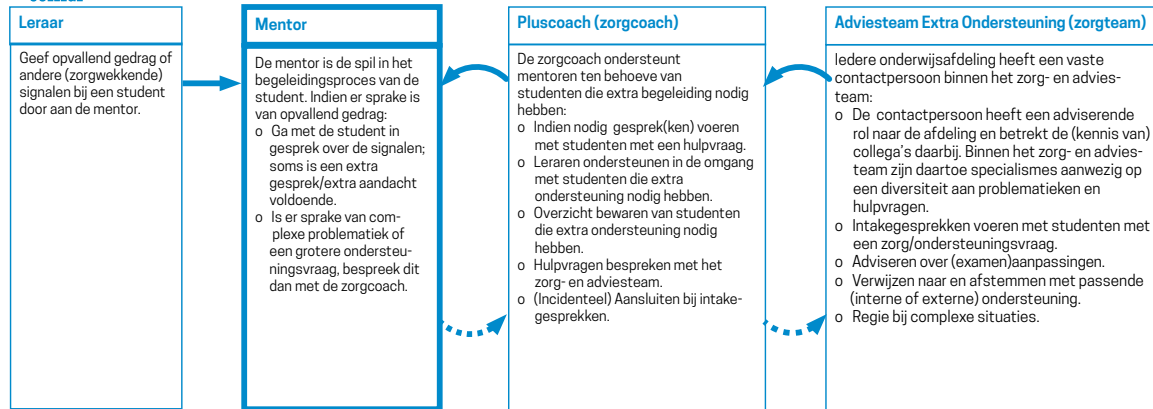 Leraar
Geef opvallend gedrag of
andere (zorgwekkende)
signalen bij een student
door aan de mentor.
Mentor
De mentor is de spil in het
begeleidingsproces van de
student. Indien er sprake is
van opvallend gedrag:
o Ga met de student in
gesprek over de signalen;
soms is een extra
gesprek/extra aandacht
voldoende.
o Is er sprake van com-
plexe problematiek of
een grotere ondersteu-
ningsvraag, bespreek dit
dan met de zorgcoach.
Pluscoach (zorgcoach)
De zorgcoach ondersteunt
mentoren ten behoeve van
studenten die extra begeleiding nodig
hebben:
o Indien nodig gesprek(ken) voeren
met studenten met een hulpvraag.
o Leraren ondersteunen in de omgang
met studenten die extra
ondersteuning nodig hebben.
o Overzicht bewaren van studenten
die extra ondersteuning nodig
hebben.
o Hulpvragen bespreken met het
zorg- en adviesteam.
o (Incidenteel) Aansluiten bij intake-
gesprekken.
Adviesteam Extra Ondersteuning (zorgteam)
Iedere onderwijsafdeling heeft een vaste
contactpersoon binnen het zorg- en advies-
team:
o De contactpersoon heeft een adviserende
rol naar de afdeling en betrekt de (kennis van)
collega's daarbij. Binnen het zorg- en advies-
team zijn daartoe specialismes aanwezig op
een diversiteit aan problematieken en
hulpvragen.
o Intakegesprekken voeren met studenten met
een zorg/ondersteuningsvraag.
o Adviseren over (examen)aanpassingen.
o Verwijzen naar en afstemmen met passende
(interne of externe) ondersteuning.
o Regie bij complexe situaties.